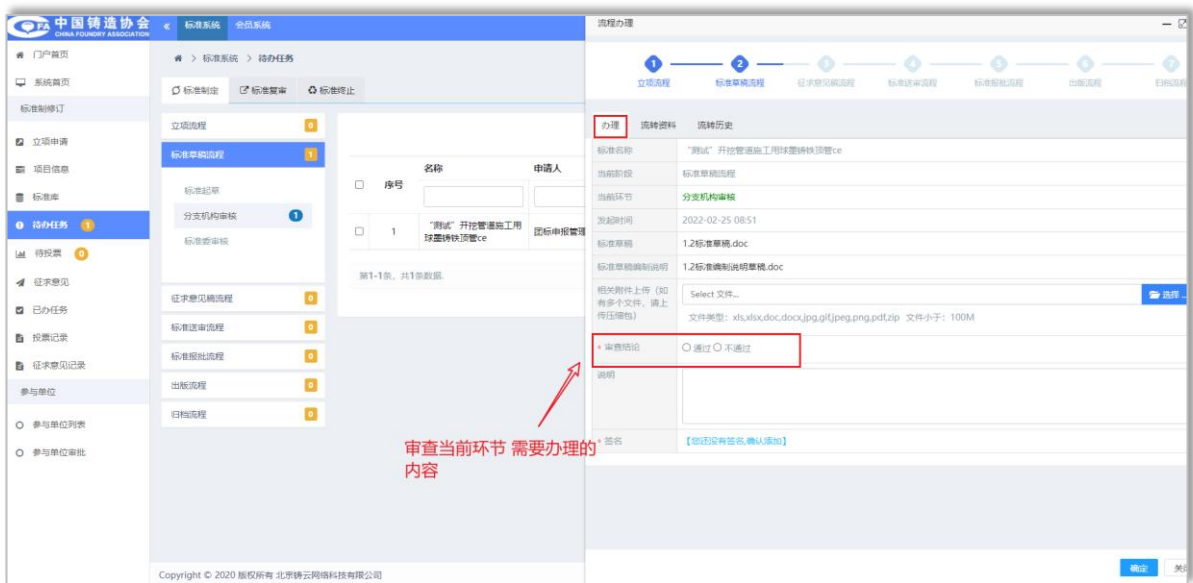 中国铸造协会
CHINA FOUNDRY ASSOCIATION
标准系统
会员系统
门户首页
系统首页
标准制修订
立项申请
项目信息
标准库
待办任务 1
待投票 0
征求意见
已办任务
投票记录
征求意见记录
参与单位
参与单位列表
参与单位审批
> 标准系统 > 待办任务
标准制定
标准复审
标准终止
立项流程 0
标准草稿流程 1
标准起草
分支机构审核 1
标准委审核
征求意见稿流程 0
标准送审流程 0
标准报批流程 0
出版流程 0
归档流程 0
序号
名称
申请人
1
“测试”开挖管道施工用
球墨铸铁顶管ce
团标申报管理
第1-1条，共1条数据.
Copyright © 2020 版权所有 北京铸云网络科技有限公司
流程办理
1 2 3 4 5 6 7
立项流程
标准草稿流程
征求意见稿流程
标准送审流程
标准报批流程
出版流程
归档流程
办理
流转资料
流转历史
标准名称
“测试”开挖管道施工用球墨铸铁顶管ce
当前阶段
标准草稿流程
当前环节
分支机构审核
发起时间
2022-02-25 08:51
标准草稿
1.2标准草稿.doc
标准草稿编制说明
1.2标准编制说明草稿.doc
相关附件上传（如
有多个文件，请上
传压缩包）
Select 文件...
选择 ...
文件类型：xls,xlsx,doc,docx,jpg,gif,jpeg,png,pdf,zip 文件小于：100M
* 审查结论
通过 不通过
说明
* 签名
【您还没有签名,确认添加】
审查当前环节 需要办理的
内容
确定
关闭